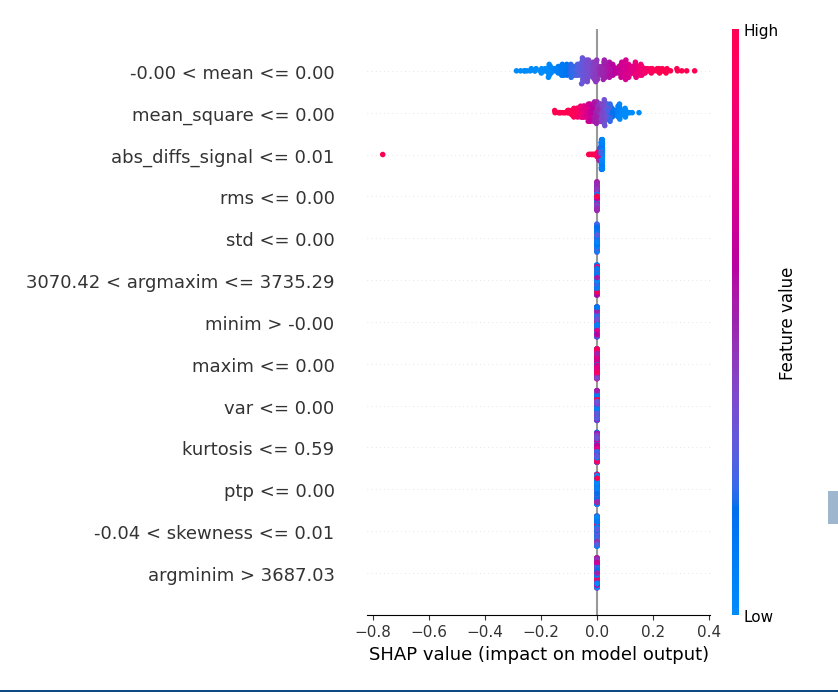 High
-0.00 < mean <= 0.00
mean_square <= 0.00
abs_diffs_signal <= 0.01
rms <= 0.00
std <= 0.00
3070.42 < argmaxim <= 3735.29
minim > -0.00
maxim <= 0.00
var <= 0.00
kurtosis <= 0.59
ptp <= 0.00
-0.04 < skewness <= 0.01
argminim > 3687.03
Feature value
Low
−0.8 −0.6 −0.4 −0.2 0.0 0.2 0.4
SHAP value (impact on model output)